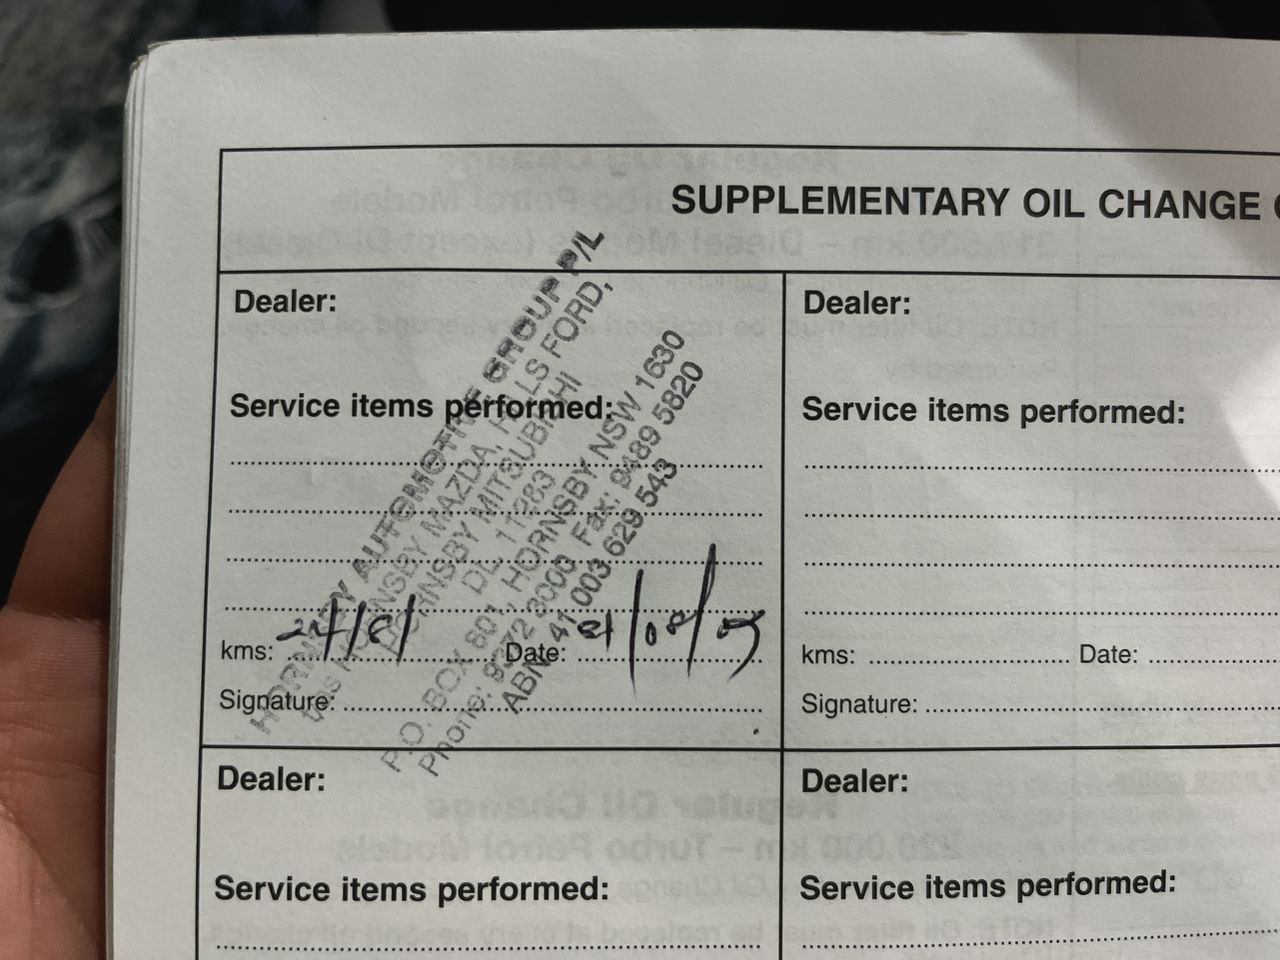 SUPPLEMENTARY OIL CHANGE
Dealer:
Service items performed:
HORNSBY AUTOMOTIVE GROUP P/L
t/as HORNSBY MAZDA, HILLS FORD,
HORNSBY MITSUBISHI
DL 11283
P.O. BOX 601, HORNSBY NSW 1630
Phone: 9372 3000 Fax: 9489 5820
ABN 41 003 629 543
kms: Date:
Signature:
Dealer:
Service items performed:
kms: Date:
Signature:
Dealer:
Service items performed:
Dealer:
Service items performed: